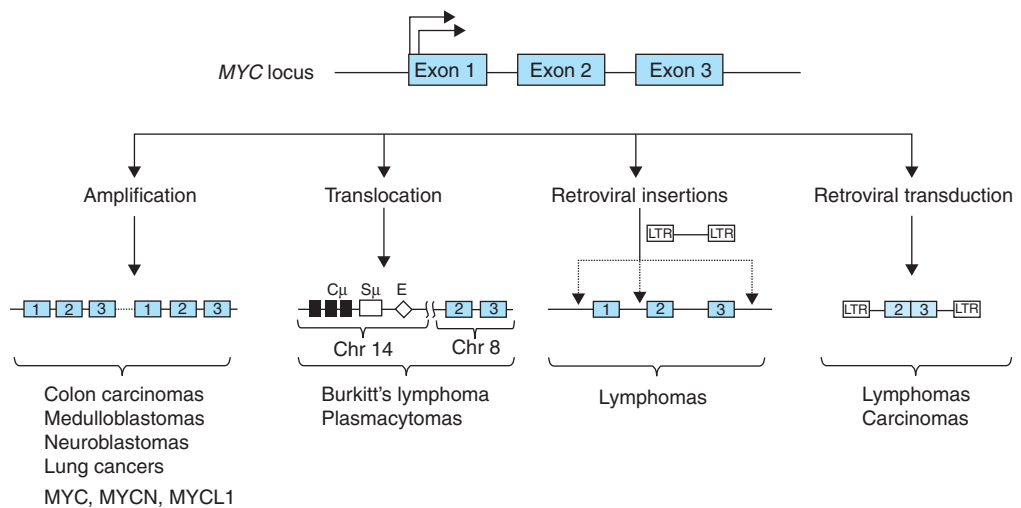 MYC locus
Exon 1 Exon 2 Exon 3
Amplification
Translocation
Retroviral insertions
Retroviral transduction
LTR LTR
1 2 3 1 2 3
Cμ Sμ E
2 3
Chr 14 Chr 8
1 2 3
LTR 2 3 LTR
Colon carcinomas
Medulloblastomas
Neuroblastomas
Lung cancers
MYC, MYCN, MYCL1
Burkitt's lymphoma
Plasmacytomas
Lymphomas
Lymphomas
Carcinomas